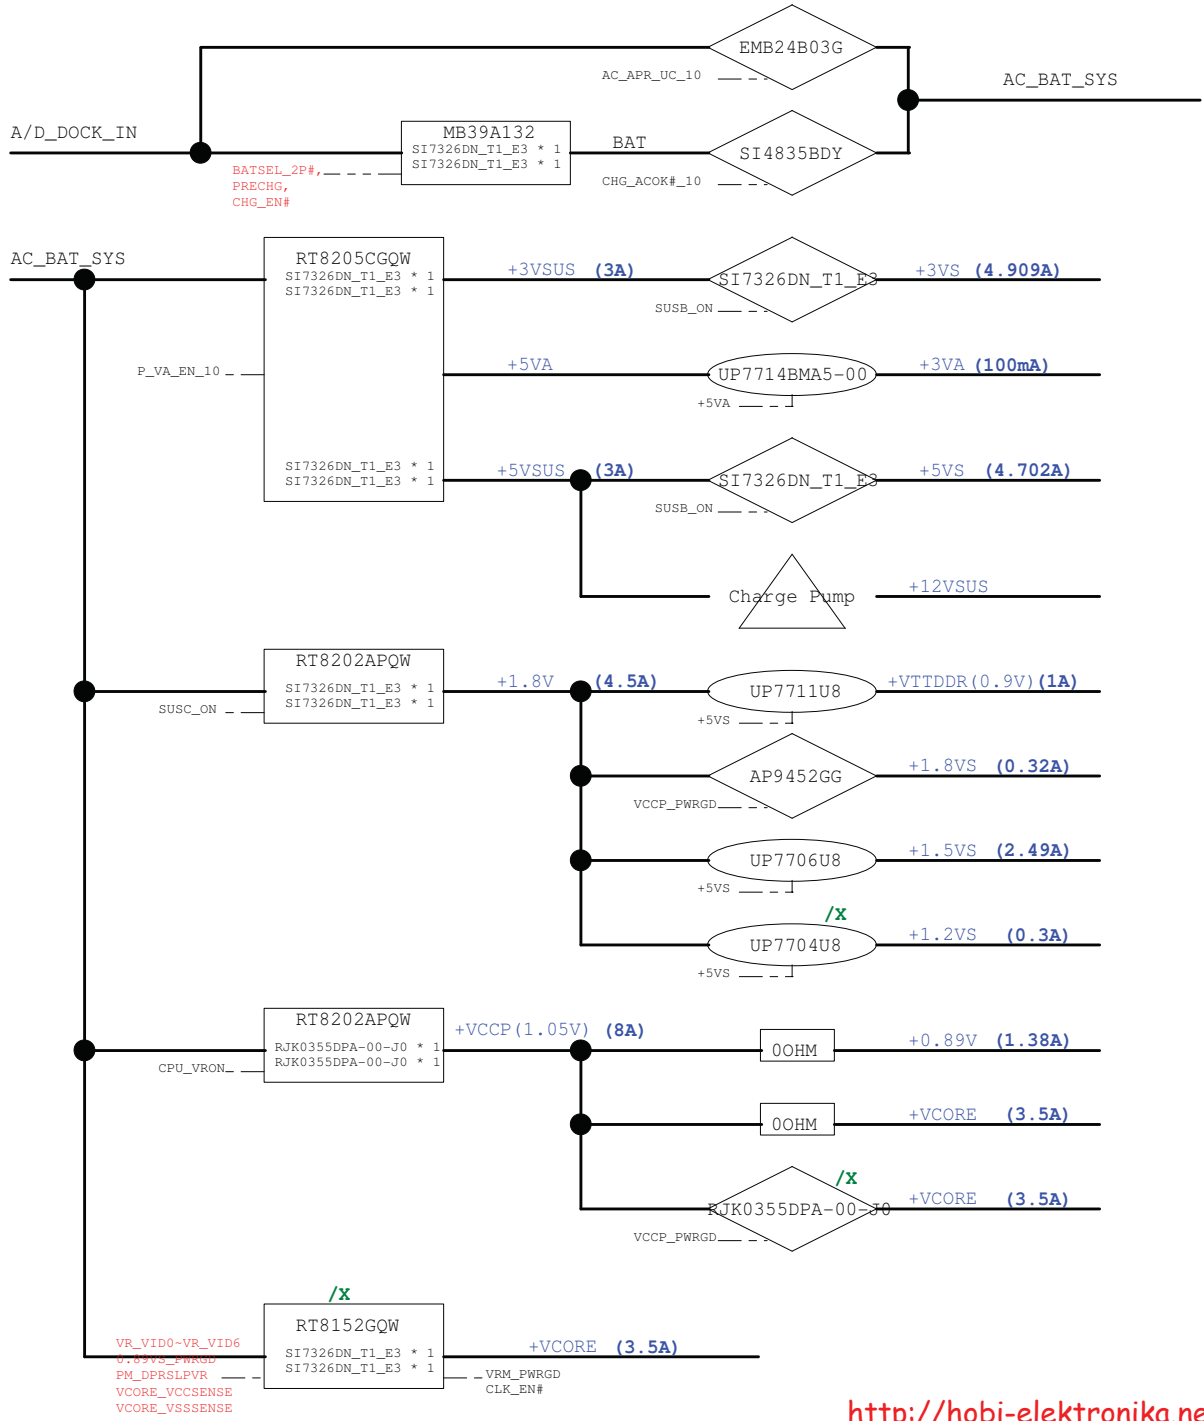 EMB24B03G
AC_APR_UC_10
AC_BAT_SYS
A/D_DOCK_IN
MB39A132
SI7326DN_T1_E3 * 1
SI7326DN_T1_E3 * 1
BAT
SI4835BDY
BATSEL_2P#,
PRECHG,
CHG_EN#
CHG_ACOK#_10
AC_BAT_SYS
RT8205CGQW
SI7326DN_T1_E3 * 1
SI7326DN_T1_E3 * 1
+3VSUS (3A)
SI7326DN_T1_E3
+3VS (4.909A)
SUSB_ON
P_VA_EN_10
+5VA
UP7714BMA5-00
+3VA (100mA)
+5VA
SI7326DN_T1_E3 * 1
SI7326DN_T1_E3 * 1
+5VSUS (3A)
SI7326DN_T1_E3
+5VS (4.702A)
SUSB_ON
Charge Pump
+12VSUS
RT8202APQW
SI7326DN_T1_E3 * 1
SI7326DN_T1_E3 * 1
SUSC_ON
+1.8V (4.5A)
UP7711U8
+VTTDDR(0.9V)(1A)
+5VS
AP9452GG
+1.8VS (0.32A)
VCCP_PWRGD
UP7706U8
+1.5VS (2.49A)
+5VS
/X
UP7704U8
+1.2VS (0.3A)
+5VS
RT8202APQW
RJK0355DPA-00-J0 * 1
RJK0355DPA-00-J0 * 1
CPU_VRON
+VCCP(1.05V) (8A)
0OHM
+0.89V (1.38A)
0OHM
+VCORE (3.5A)
/X
RJK0355DPA-00-J0
+VCORE (3.5A)
VCCP_PWRGD
/X
RT8152GQW
SI7326DN_T1_E3 * 1
SI7326DN_T1_E3 * 1
+VCORE (3.5A)
VR_VID0~VR_VID6
0.89VS_PWRGD
PM_DPRSLPVR
VCORE_VCCSENSE
VCORE_VSSSENSE
VRM_PWRGD
CLK_EN#
http://hobi-elektronika.ne